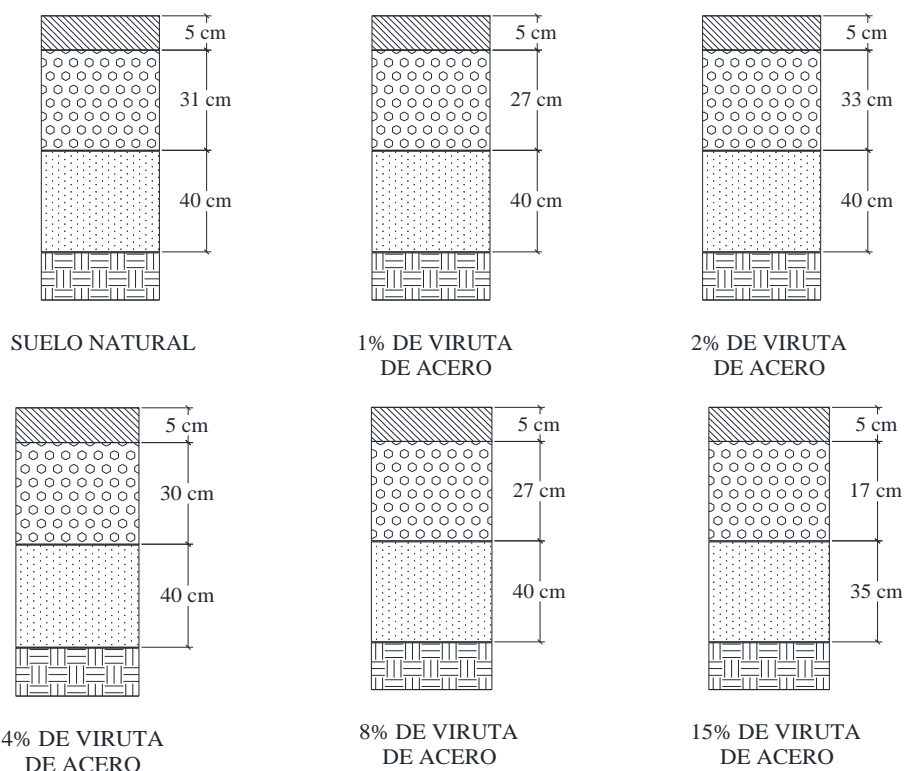 5 cm
31 cm
40 cm
SUELO NATURAL
5 cm
27 cm
40 cm
1% DE VIRUTA
DE ACERO
5 cm
33 cm
40 cm
2% DE VIRUTA
DE ACERO
5 cm
30 cm
40 cm
4% DE VIRUTA
DE ACERO
5 cm
27 cm
40 cm
8% DE VIRUTA
DE ACERO
5 cm
17 cm
35 cm
15% DE VIRUTA
DE ACERO